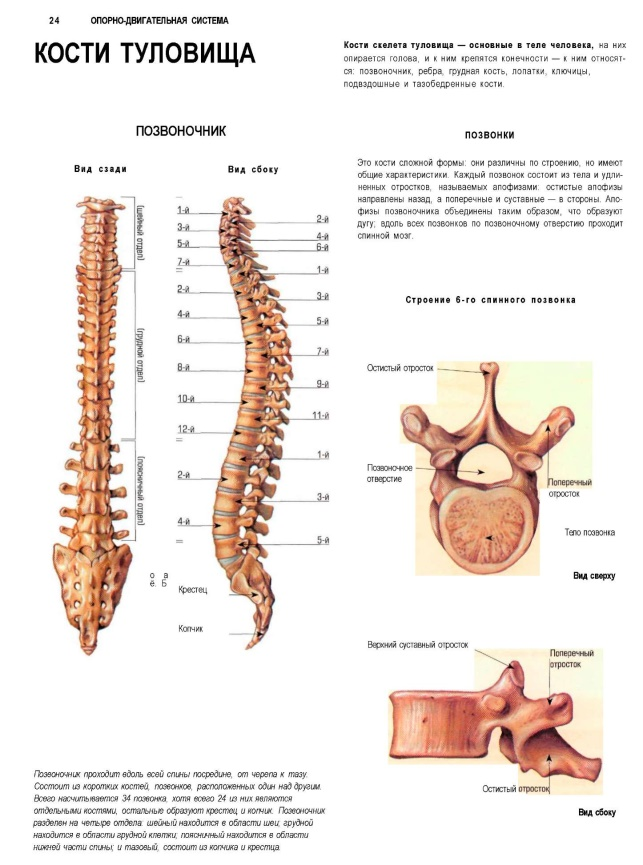 24 ОПОРНО-ДВИГАТЕЛЬНАЯ СИСТЕМА
КОСТИ ТУЛОВИЩА
Кости скелета туловища — основные в теле человека, на них
опирается голова, и к ним крепятся конечности — к ним относят-
ся: позвоночник, ребра, грудная кость, лопатки, ключицы,
подвздошные и тазобедренные кости.
ПОЗВОНОЧНИК
Вид сзади
Вид сбоку
(шейный отдел)
(грудной отдел)
(поясничный отдел)
1-й
2-й
3-й
4-й
5-й
6-й
7-й
1-й
2-й
3-й
4-й
5-й
6-й
7-й
8-й
9-й
10-й
11-й
12-й
1-й
2-й
3-й
4-й
5-й
о а
ё. Б
Крестец
Копчик
Позвоночник проходит вдоль всей спины посредине, от черепа к тазу.
Состоит из коротких костей, позвонков, расположенных один над другим.
Всего насчитывается 34 позвонка, хотя всего 24 из них являются
отдельными костями, остальные образуют крестец и копчик. Позвоночник
разделен на четыре отдела: шейный находится в области шеи; грудной
находится в области грудной клетки; поясничный находится в области
нижней части спины; и тазовый, состоит из копчика и крестца.
ПОЗВОНКИ
Это кости сложной формы: они различны по строению, но имеют
общие характеристики. Каждый позвонок состоит из тела и удли-
ненных отростков, называемых апофизами: остистые апофизы
направлены назад, а поперечные и суставные — в стороны. Апо-
физы позвоночника объединены таким образом, что образуют
дугу; вдоль всех позвонков по позвоночному отверстию проходит
спинной мозг.
Строение 6-го спинного позвонка
Остистый отросток
Позвоночное
отверстие
Поперечный
отросток
Тело позвонка
Вид сверху
Верхний суставный отросток
Поперечный
отросток
Остистый отросток
Вид сбоку